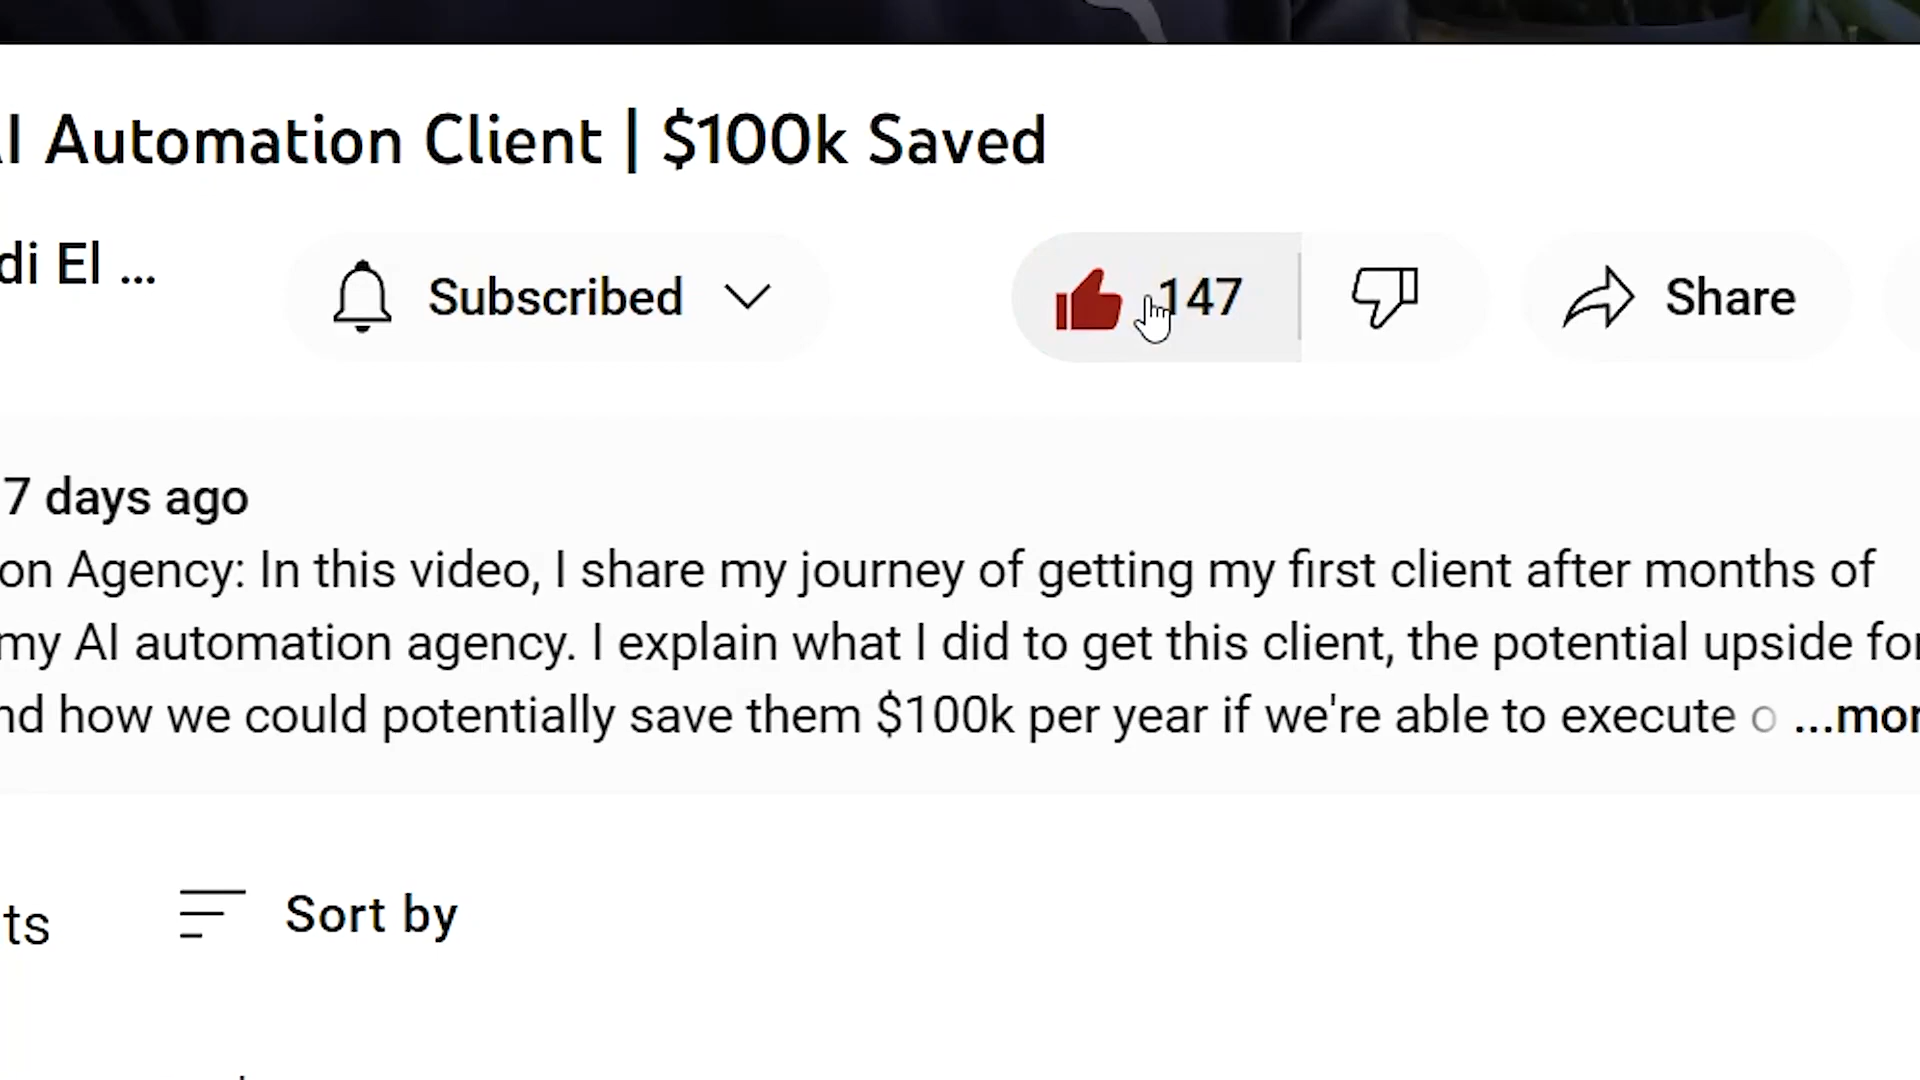 AI Automation Client | $100k Saved
di El ...
Subscribed
147
Share
7 days ago
on Agency: In this video, I share my journey of getting my first client after months of
my AI automation agency. I explain what I did to get this client, the potential upside for
nd how we could potentially save them $100k per year if we're able to execute o ...mor
ts
Sort by